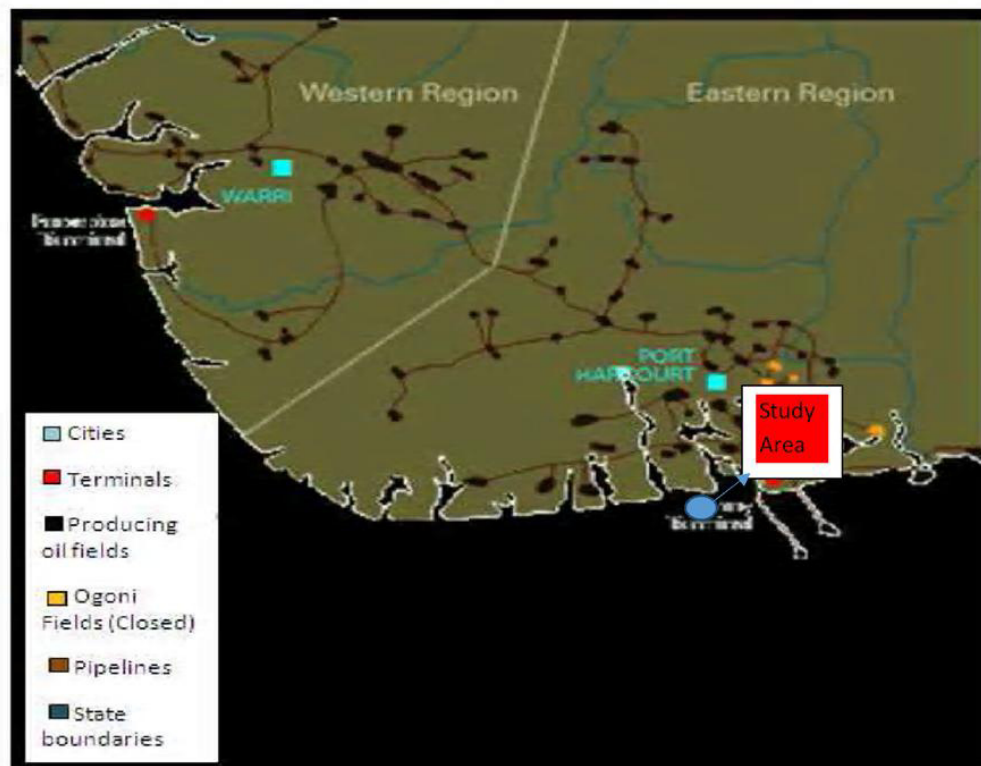 Western Region
Eastern Region
WARRI
Terminal
PORT
HARCOURT
Study
Area
Terminal
Cities
Terminals
Producing
oil fields
Ogoni
Fields (Closed)
Pipelines
State
boundaries